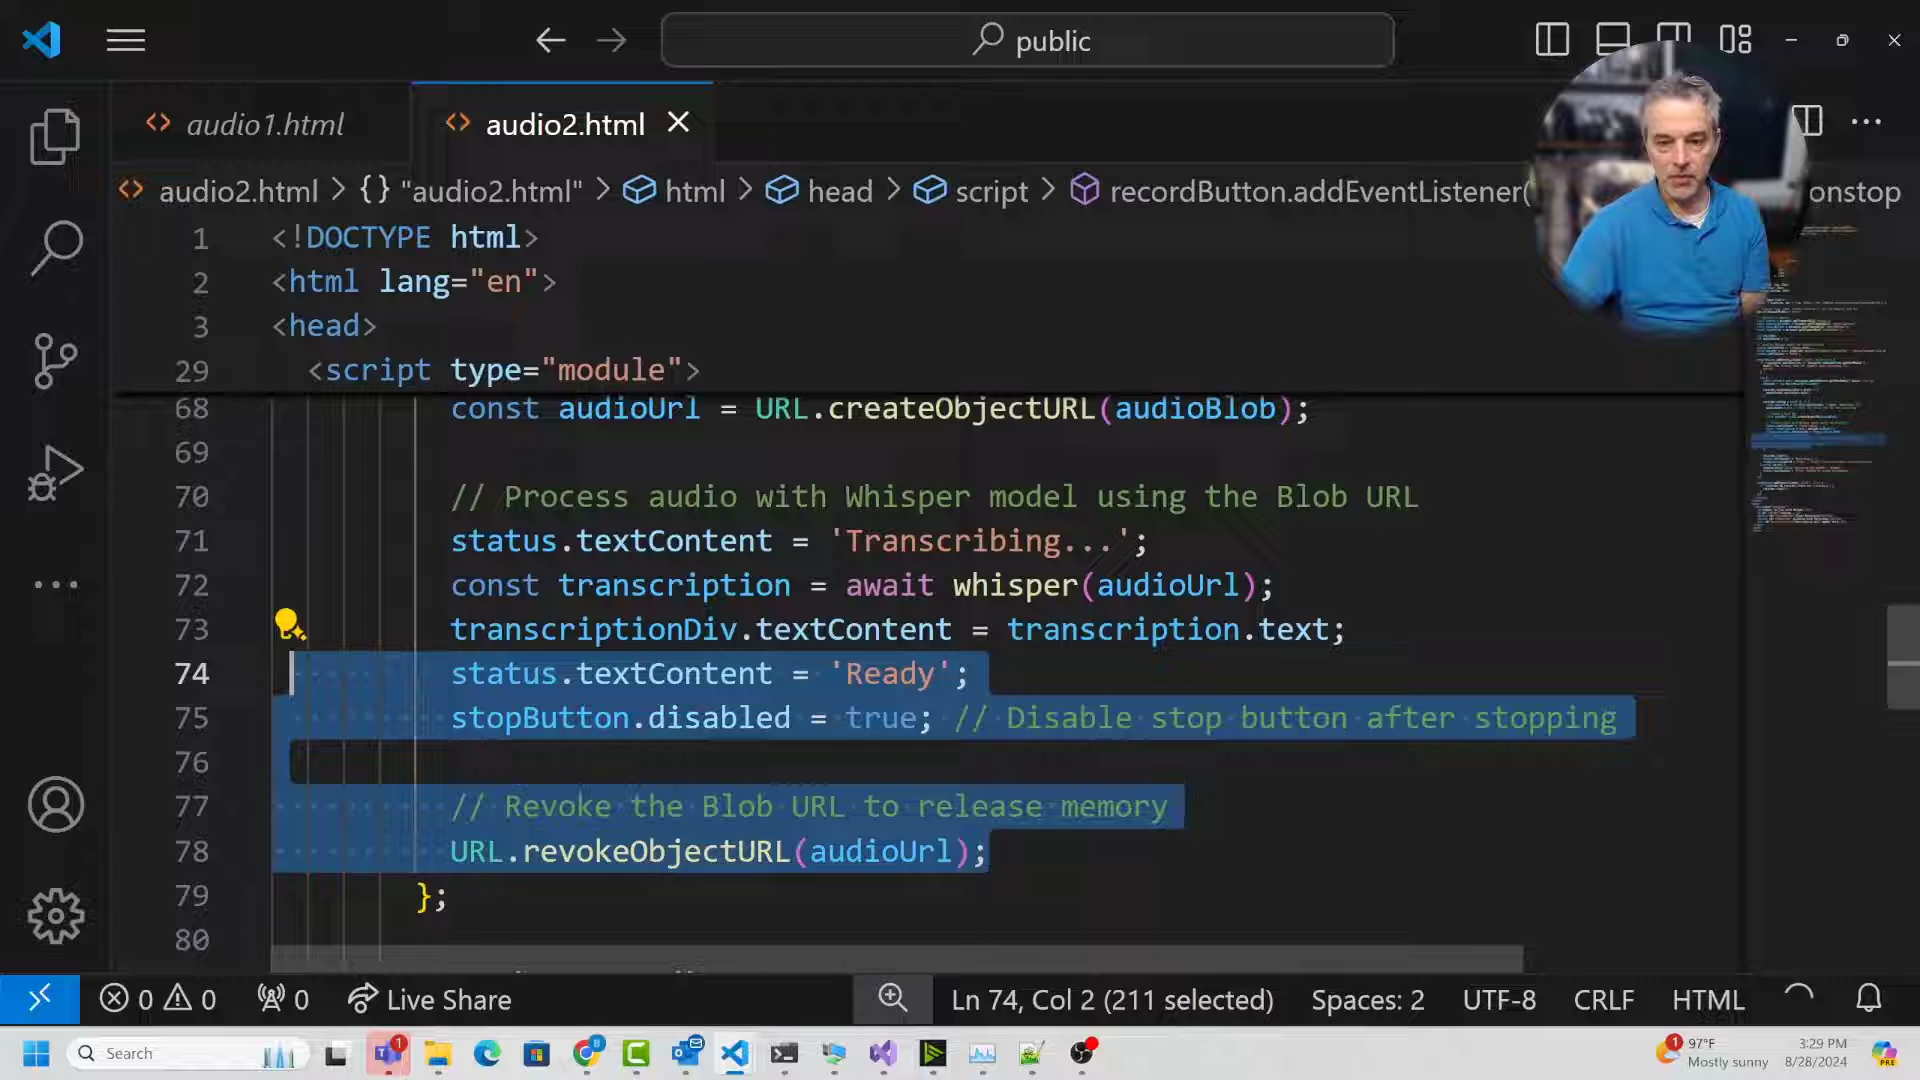 public
audio1.html
audio2.html
audio2.html > {} "audio2.html" > html > head > script > recordButton.addEventListener( onstop
1 <!DOCTYPE html>
2 <html lang="en">
3 <head>
29 <script type="module">
68 const audioUrl = URL.createObjectURL(audioBlob);
69
70 // Process audio with Whisper model using the Blob URL
71 status.textContent = 'Transcribing...';
72 const transcription = await whisper(audioUrl);
73 transcriptionDiv.textContent = transcription.text;
74 status.textContent = 'Ready';
75 stopButton.disabled = true; // Disable stop button after stopping
76
77 // Revoke the Blob URL to release memory
78 URL.revokeObjectURL(audioUrl);
79 };
80
0 0 0 Live Share Ln 74, Col 2 (211 selected) Spaces: 2 UTF-8 CRLF HTML
Search 1 1 97°F 3:29 PM
Mostly sunny 8/28/2024 PRE